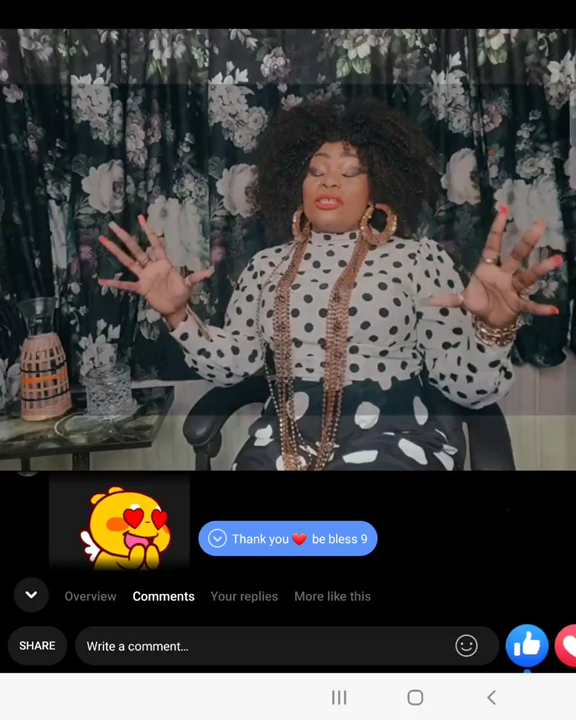 Thank you ❤️ be bless 9
Overview Comments Your replies More like this
SHARE Write a comment...